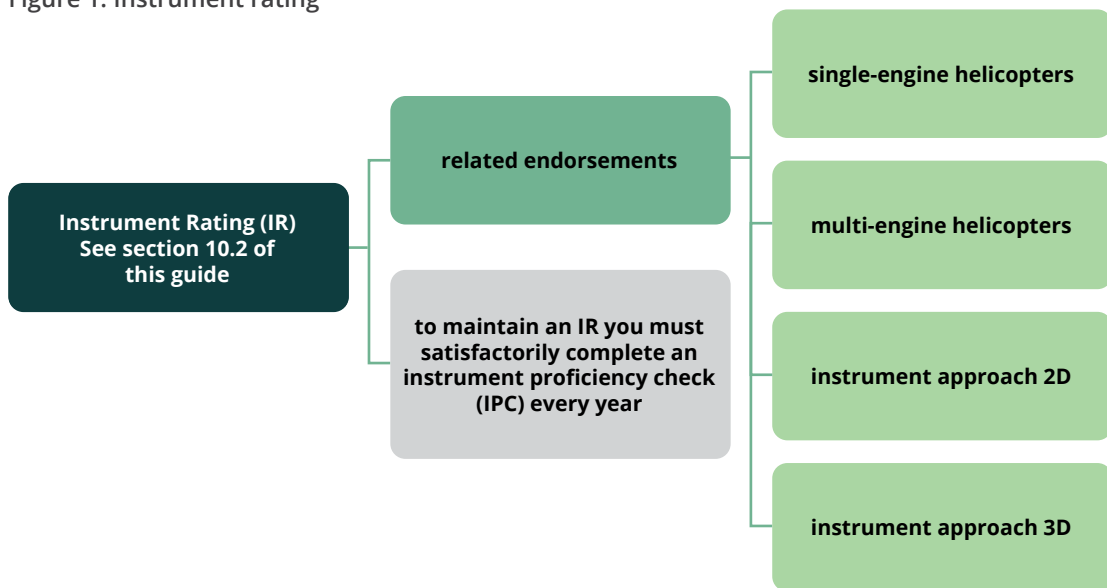 Figure 1: Instrument rating
Instrument Rating (IR)
See section 10.2 of
this guide
related endorsements
to maintain an IR you must
satisfactorily complete an
instrument proficiency check
(IPC) every year
single-engine helicopters
multi-engine helicopters
instrument approach 2D
instrument approach 3D